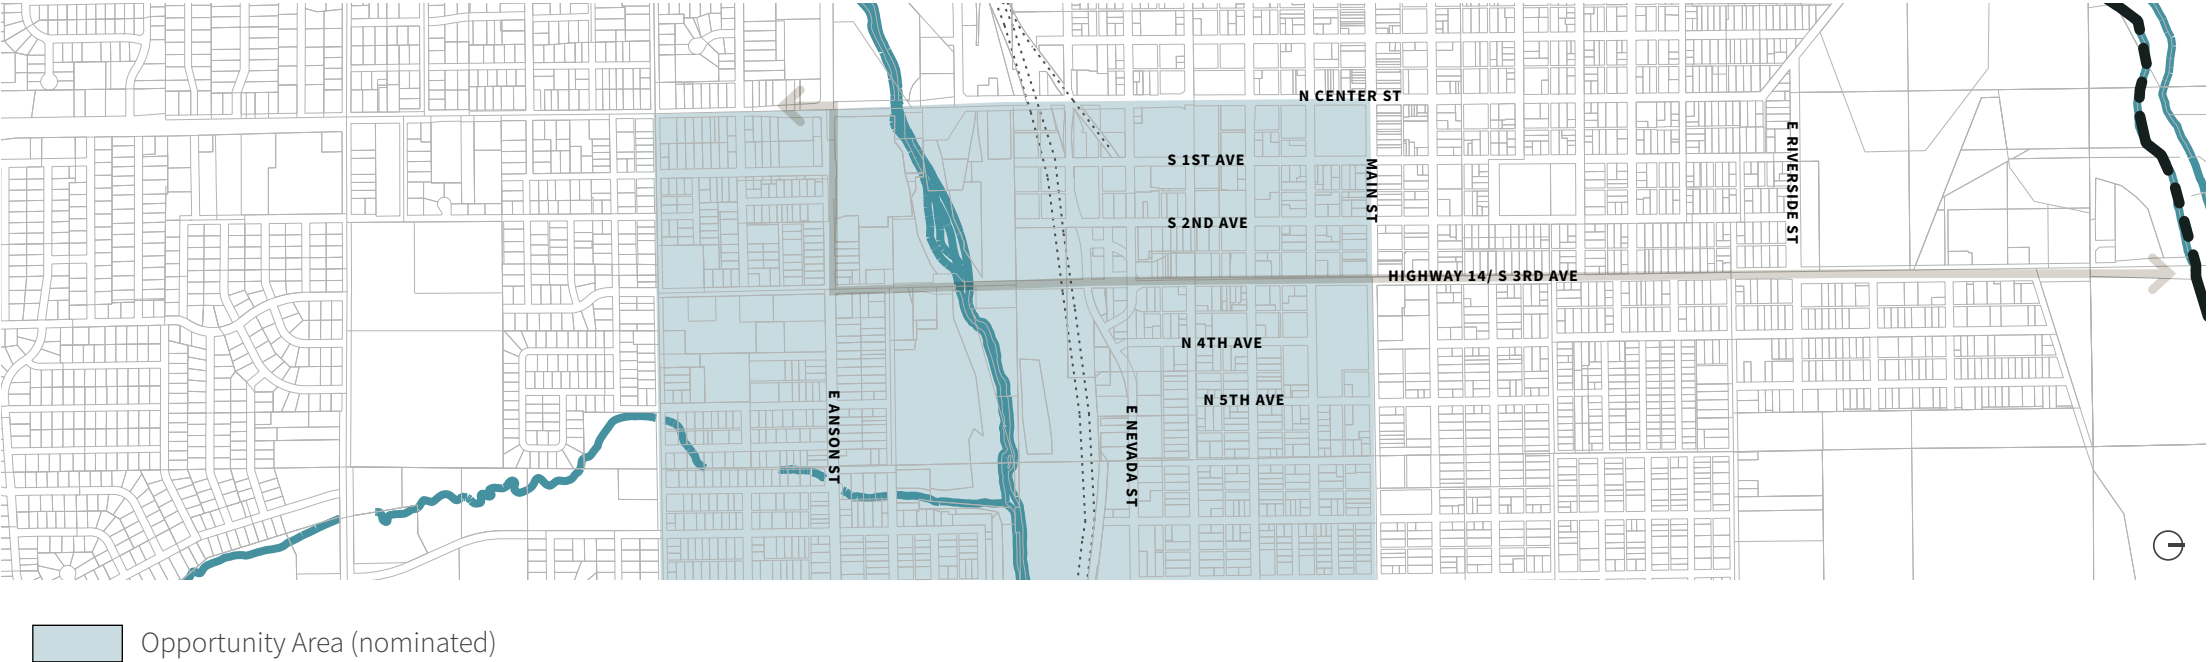 N CENTER ST
E RIVERSIDE ST
S 1ST AVE
MAIN ST
S 2ND AVE
HIGHWAY 14/ S 3RD AVE
N 4TH AVE
N 5TH AVE
E ANSON ST
E NEVADA ST
Opportunity Area (nominated)